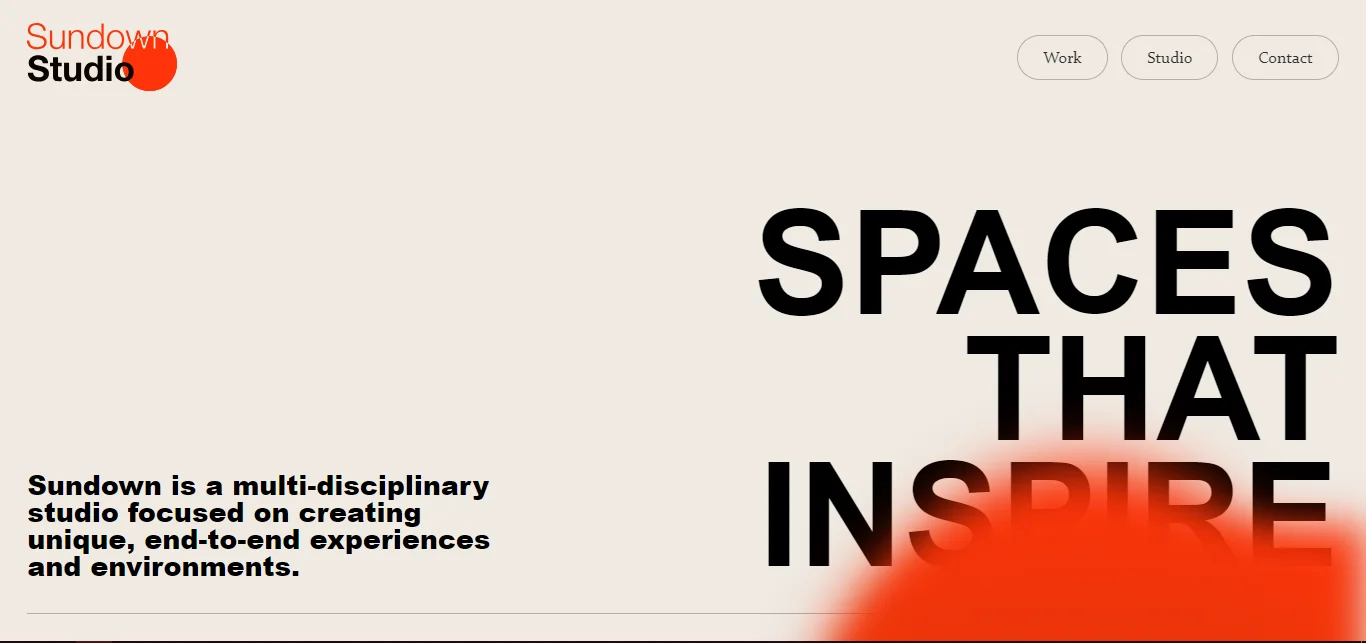 Sundown
Studio
Work
Studio
Contact
SPACES
THAT
INSPIRE
Sundown is a multi-disciplinary
studio focused on creating
unique, end-to-end experiences
and environments.